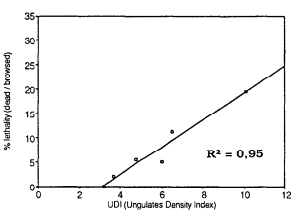 35
30
25
20
15
10
5
0
% lethality (dead / browsed)
R² = 0,95
0 2 4 6 8 10 12
UDI (Ungulates Density Index)